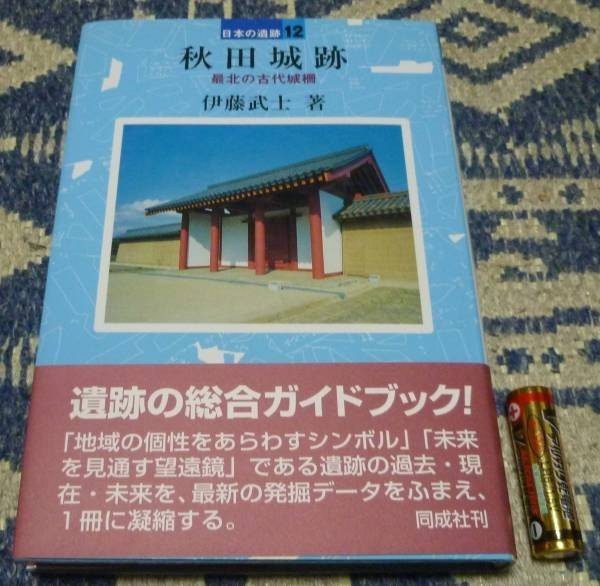 日本の遺跡 12
秋田城跡
最北の古代城柵
伊藤武士 著
遺跡の総合ガイドブック!
「地域の個性をあらわすシンボル」「未来
を見通す望遠鏡」である遺跡の過去・現
在・未来を、最新の発掘データをふまえ、
1冊に凝縮する。
同成社刊